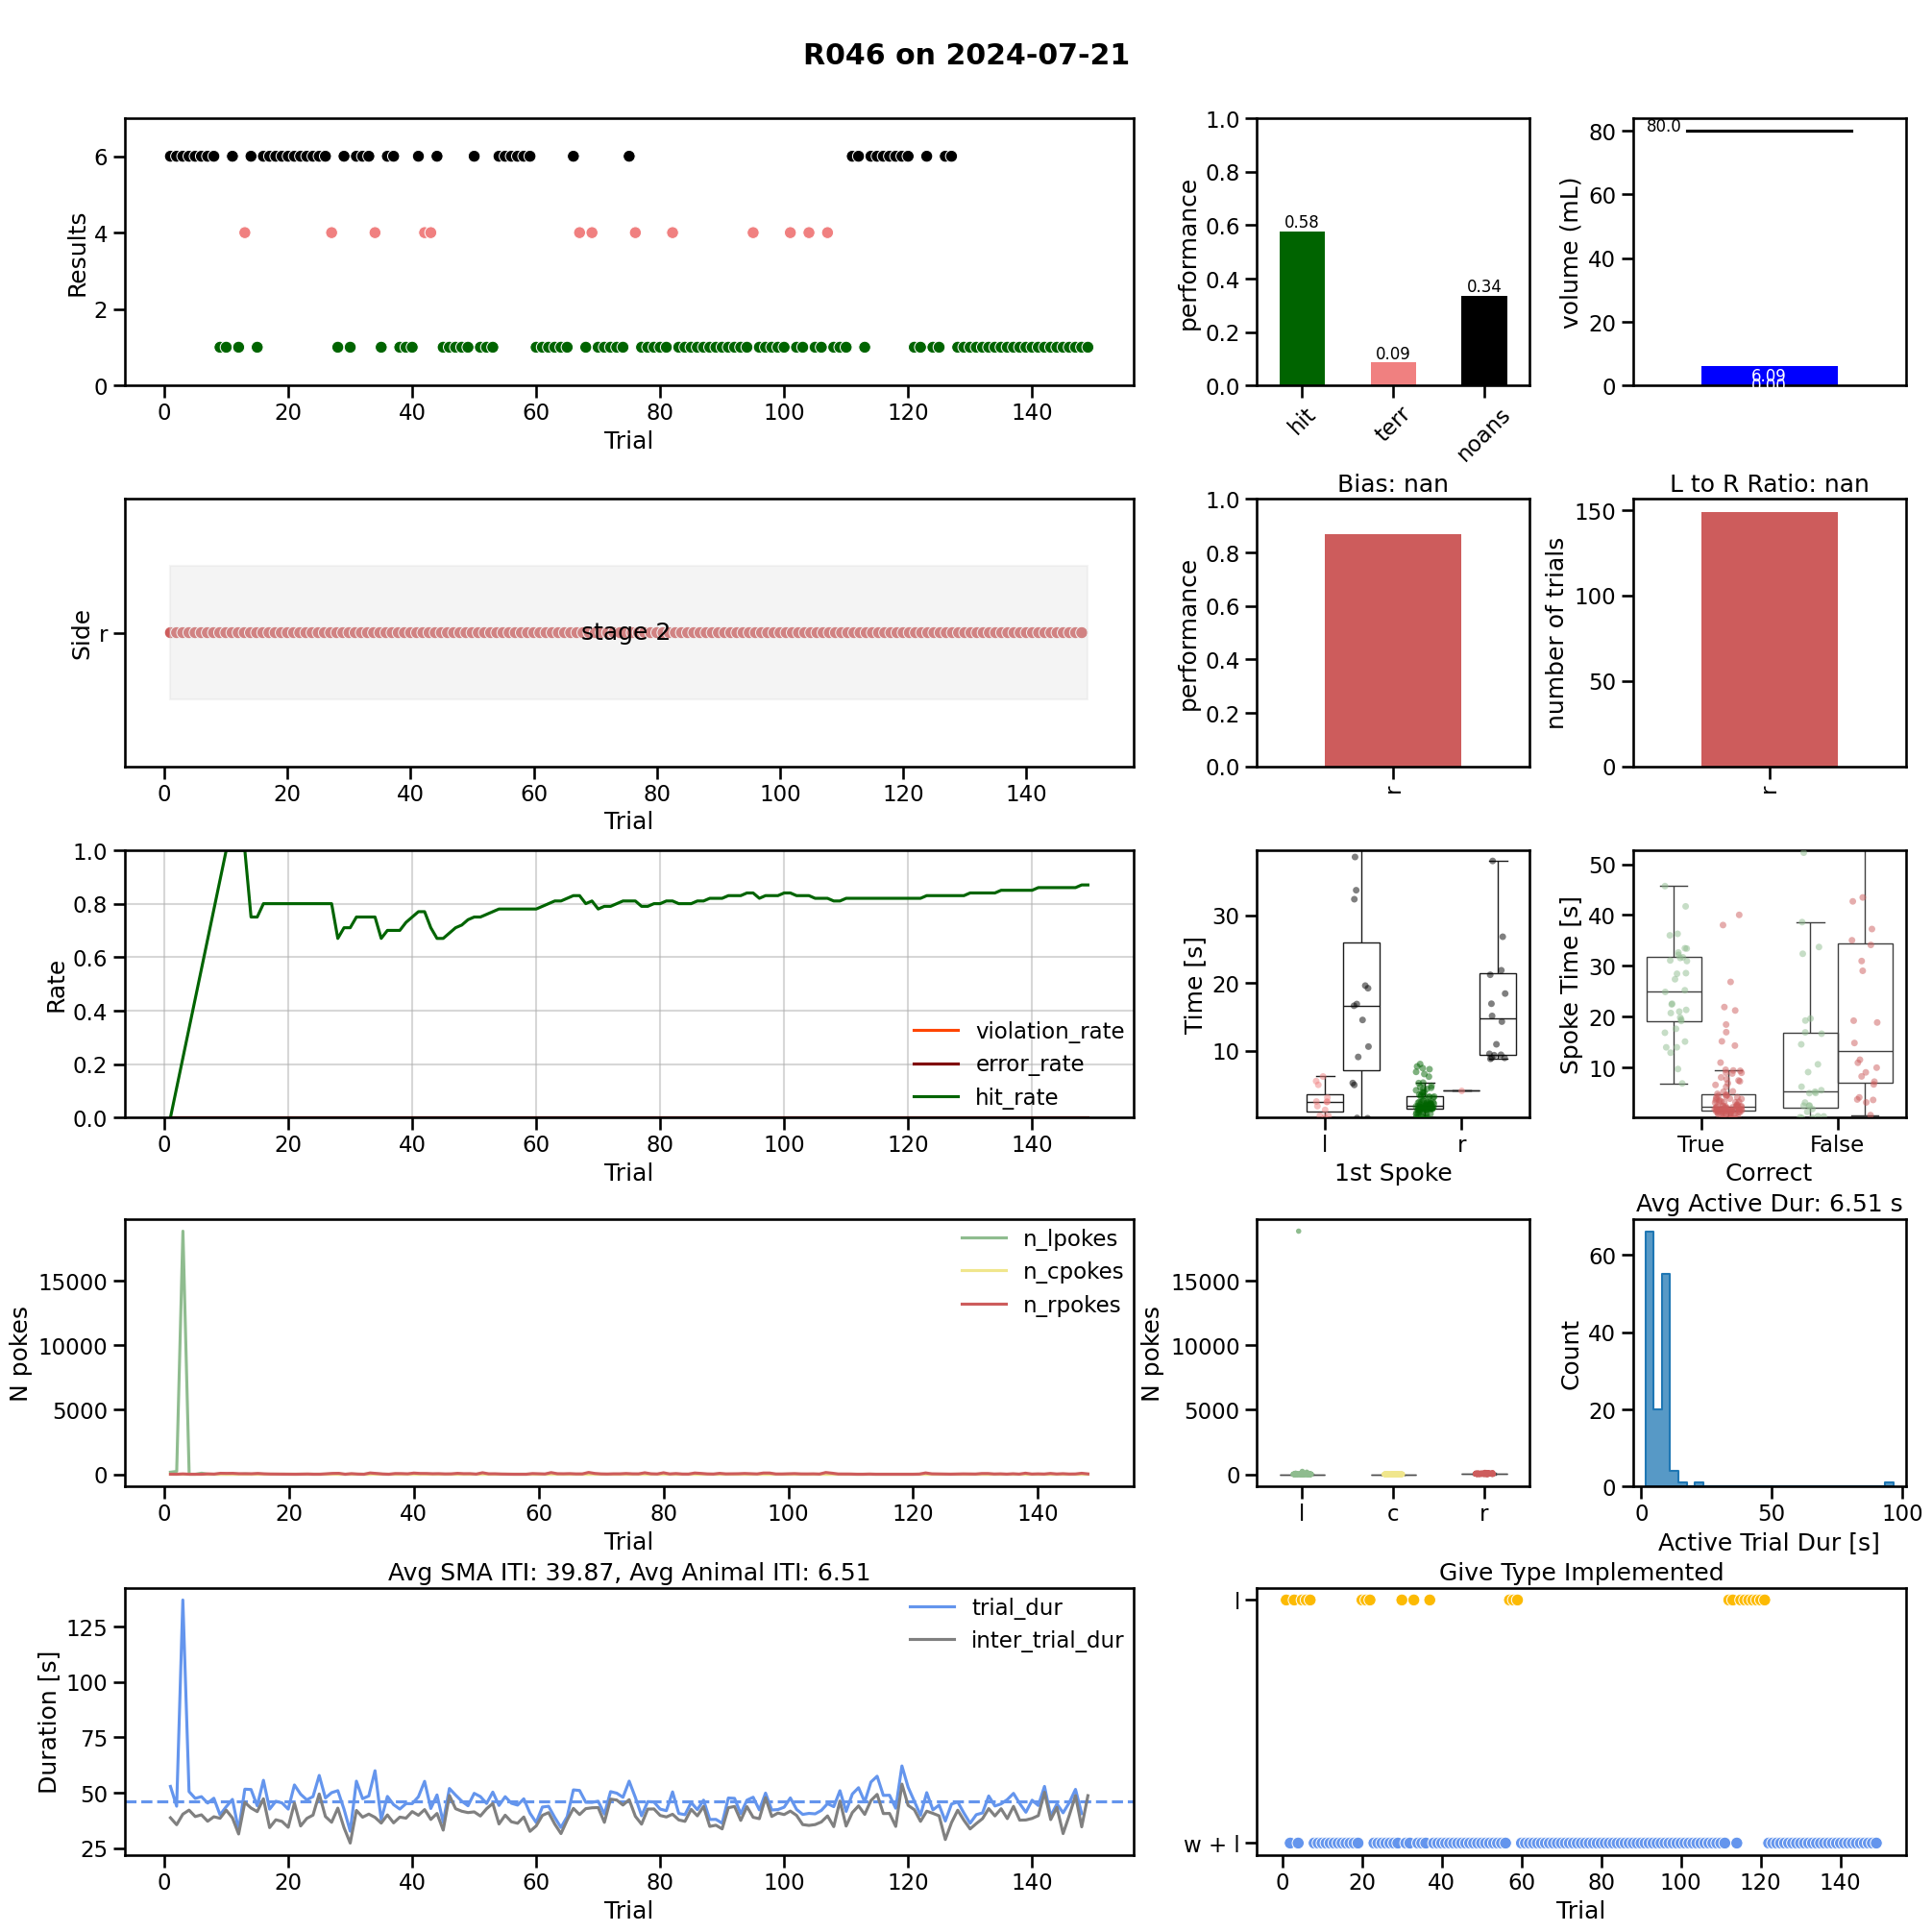 R046 on 2024-07-21
Results
6
4
2
0
0 20 40 60 80 100 120 140
Trial
performance
1.0
0.8
0.6
0.4
0.2
0.0
0.58
0.09
0.34
hit terr noans
volume (mL)
80
60
40
20
0
80.0
6.09
Side
r
stage 2
0 20 40 60 80 100 120 140
Trial
Bias: nan
performance
1.0
0.8
0.6
0.4
0.2
0.0
r
L to R Ratio: nan
number of trials
150
100
50
0
r
Rate
1.0
0.8
0.6
0.4
0.2
0.0
violation_rate
error_rate
hit_rate
0 20 40 60 80 100 120 140
Trial
Time [s]
30
20
10
l r
1st Spoke
Spoke Time [s]
50
40
30
20
10
True False
Correct
N pokes
15000
10000
5000
0
n_lpokes
n_cpokes
n_rpokes
0 20 40 60 80 100 120 140
Trial
N pokes
15000
10000
5000
0
l c r
Avg Active Dur: 6.51 s
Count
60
40
20
0
0 50 100
Active Trial Dur [s]
Avg SMA ITI: 39.87, Avg Animal ITI: 6.51
Duration [s]
125
100
75
50
25
trial_dur
inter_trial_dur
0 20 40 60 80 100 120 140
Trial
Give Type Implemented
l
w + l
0 20 40 60 80 100 120 140
Trial